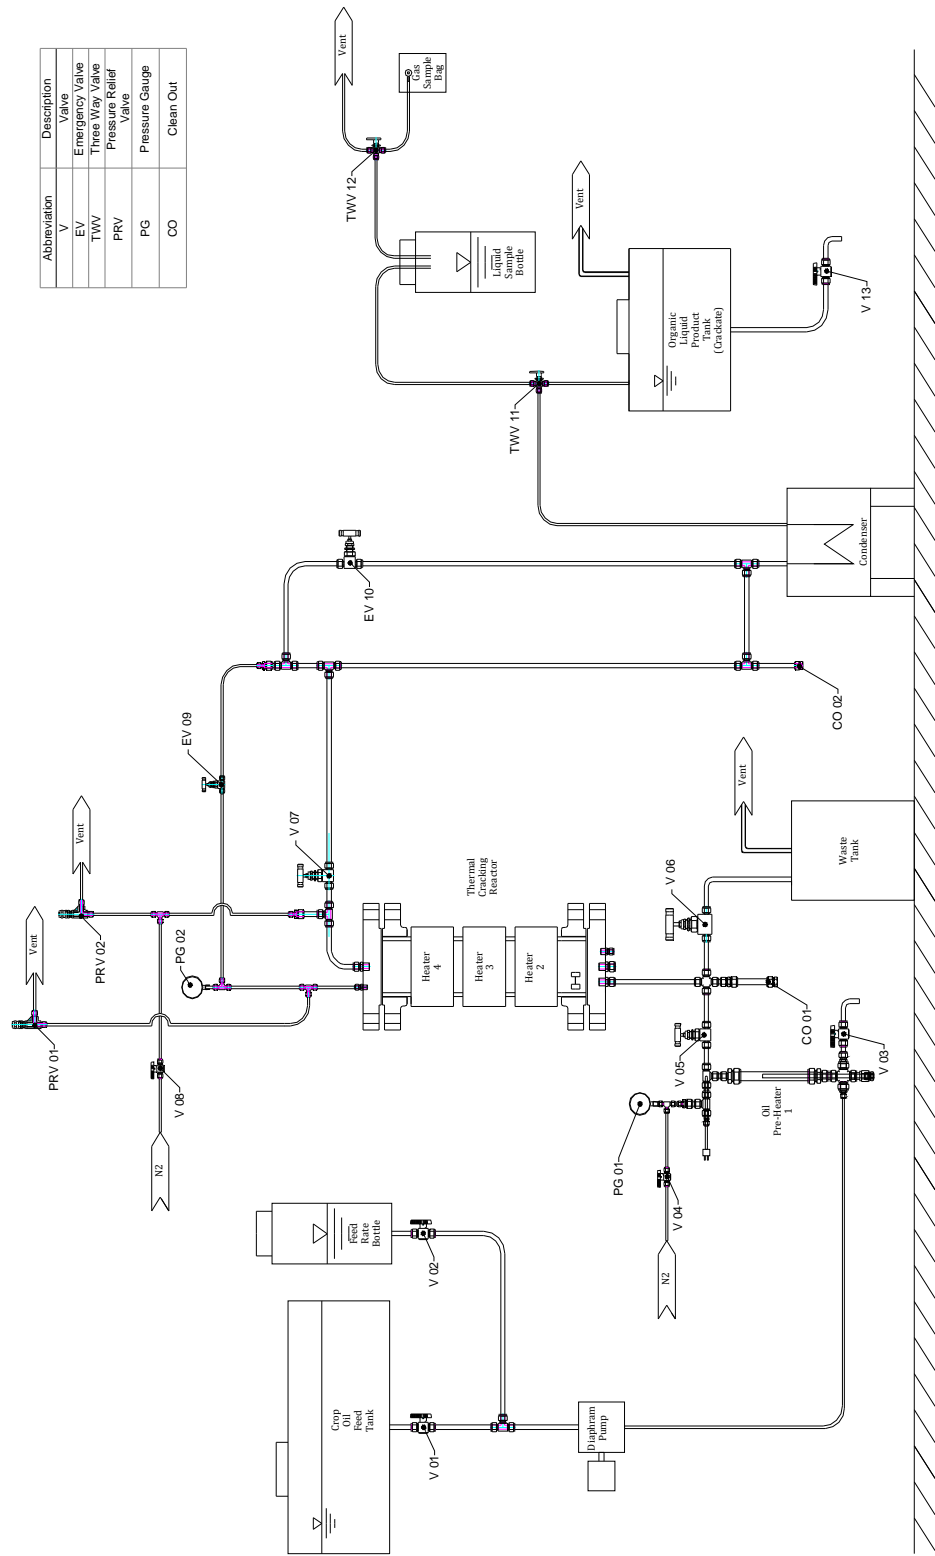 Abbreviation Description
V Valve
EV Emergency Valve
TWV Three Way Valve
PRV Pressure Relief
Valve
PG Pressure Gauge
CO Clean Out
PRV 01
Vent
PRV 02
Vent
N2
V 08
PG 02
EV 09
V 07
EV 10
Vent
Gas
Sample
Bag
TWV 12
Liquid
Sample
Bottle
TWV 11
Vent
Organic
Liquid
Product
Tank
(Crackate)
V 13
Crop
Oil
Feed
Tank
V 01
Feed
Rate
Bottle
V 02
Diaphram
Pump
N2
V 04
PG 01
Oil
Pre-Heater
1
V 03
V 05
CO 01
V 06
Thermal
Cracking
Reactor
Heater
4
Heater
3
Heater
2
Waste
Tank
Vent
CO 02
Condenser